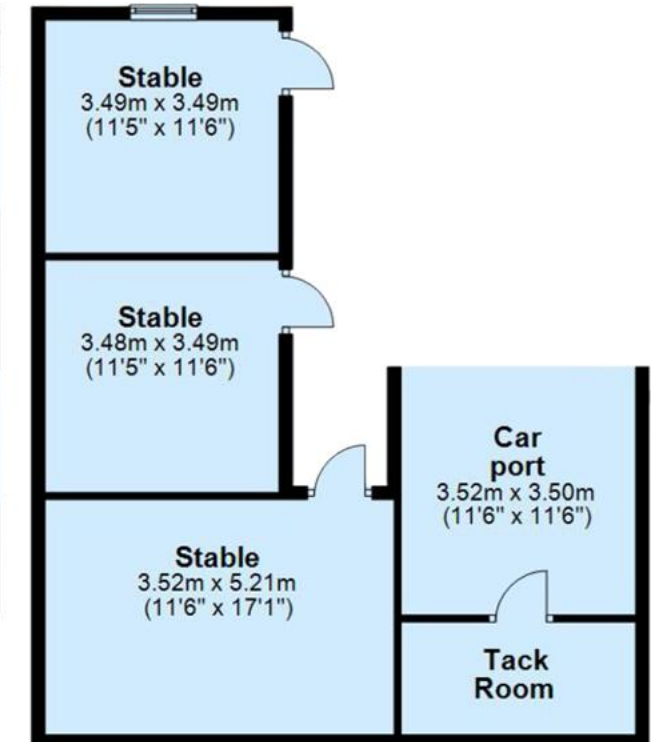 Stable
3.49m x 3.49m
(11'5" x 11'6")
Stable
3.48m x 3.49m
(11'5" x 11'6")
Car
port
3.52m x 3.50m
(11'6" x 11'6")
Stable
3.52m x 5.21m
(11'6" x 17'1")
Tack
Room